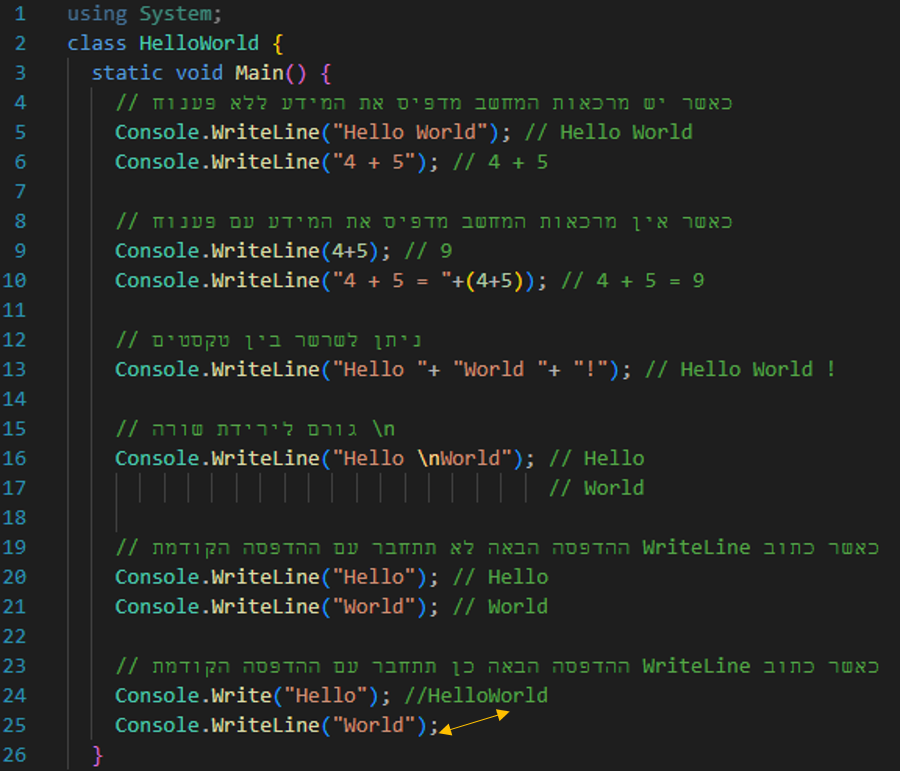 1 using System;
2 class HelloWorld {
3 static void Main() {
4 // כאשר יש מרכאות המחשב מדפיס את המידע ללא פענוח
5 Console.WriteLine("Hello World"); // Hello World
6 Console.WriteLine("4 + 5"); // 4 + 5
7
8 // כאשר אין מרכאות המחשב מדפיס את המידע עם פענוח
9 Console.WriteLine(4+5); // 9
10 Console.WriteLine("4 + 5 = "+(4+5)); // 4 + 5 = 9
11
12 // ניתן לשרשר בין טקסטים
13 Console.WriteLine("Hello "+ "World "+ "!"); // Hello World !
14
15 // גורם לירידת שורה \n
16 Console.WriteLine("Hello \nWorld"); // Hello
17 // World
18
19 // כאשר כתוב WriteLine ההדפסה הבאה לא תתחבר עם ההדפסה הקודמת
20 Console.WriteLine("Hello"); // Hello
21 Console.WriteLine("World"); // World
22
23 // כאשר כתוב WriteLine ההדפסה הבאה כן תתחבר עם ההדפסה הקודמת
24 Console.Write("Hello"); //HelloWorld
25 Console.WriteLine("World");
26 }